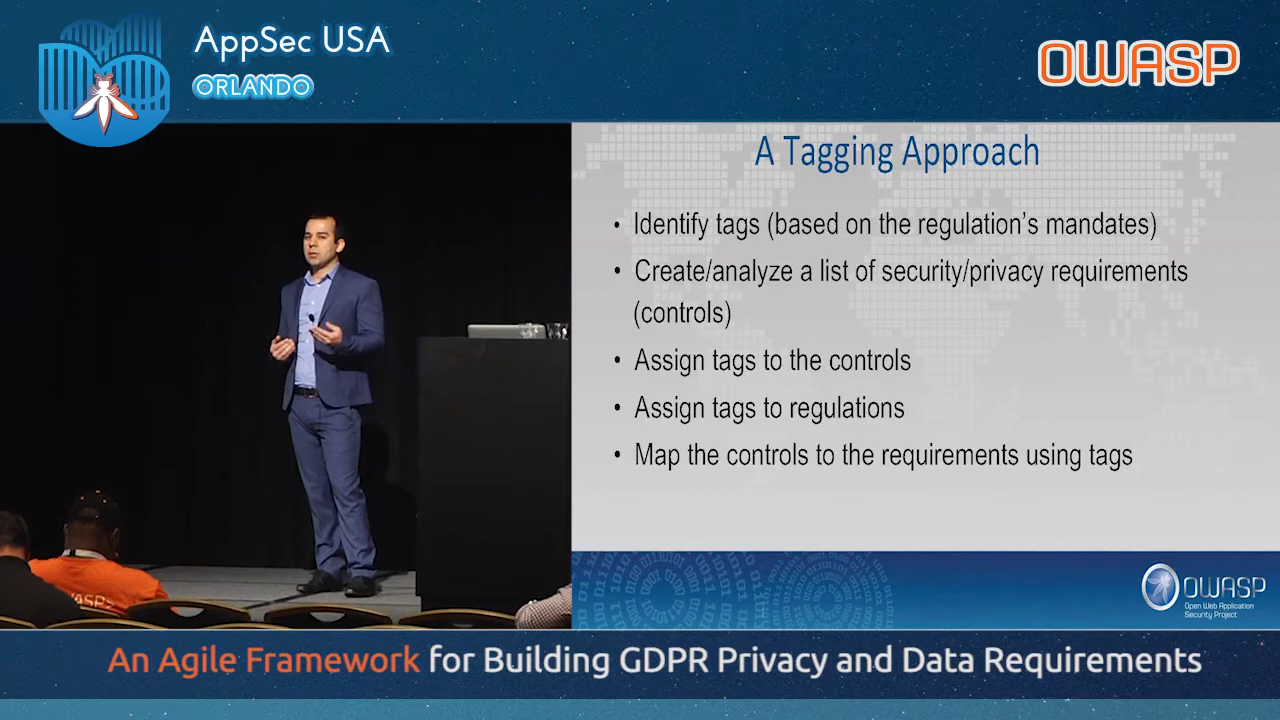 AppSec USA
ORLANDO
OWASP
A Tagging Approach
• Identify tags (based on the regulation's mandates)
• Create/analyze a list of security/privacy requirements
(controls)
• Assign tags to the controls
• Assign tags to regulations
• Map the controls to the requirements using tags
OWASP
OWASP
Open Web Application
Security Project
An Agile Framework for Building GDPR Privacy and Data Requirements